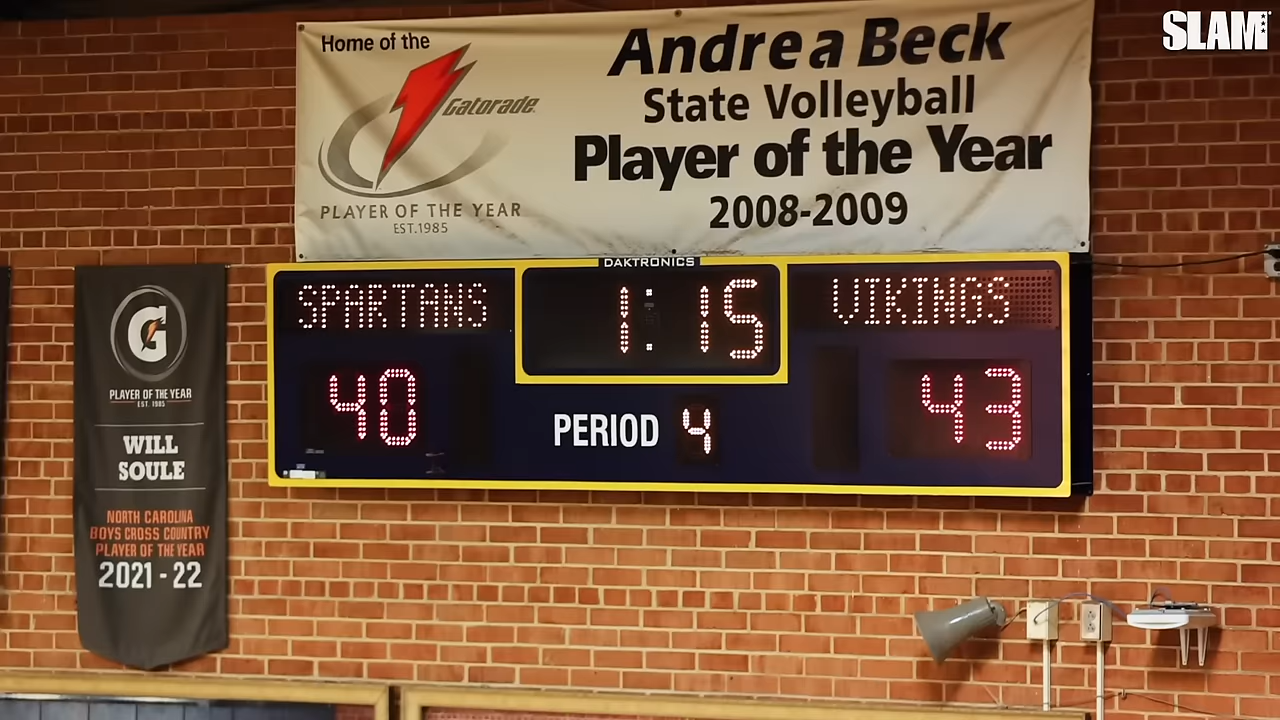 SLAM
Home of the
Gatorade
PLAYER OF THE YEAR
EST.1985
Andrea Beck
State Volleyball
Player of the Year
2008-2009
DAKTRONICS
SPARTANS
1:15
VIKINGS
40
PERIOD 4
43
G
PLAYER OF THE YEAR
EST. 1985
WILL
SOULE
NORTH CAROLINA
BOYS CROSS COUNTRY
PLAYER OF THE YEAR
2021 - 22